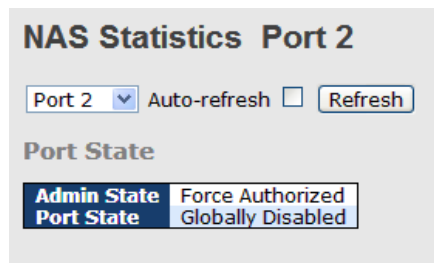 NAS Statistics  Port 2
Port 2 Auto-refresh Refresh
Port State
Admin State Force Authorized
Port State Globally Disabled